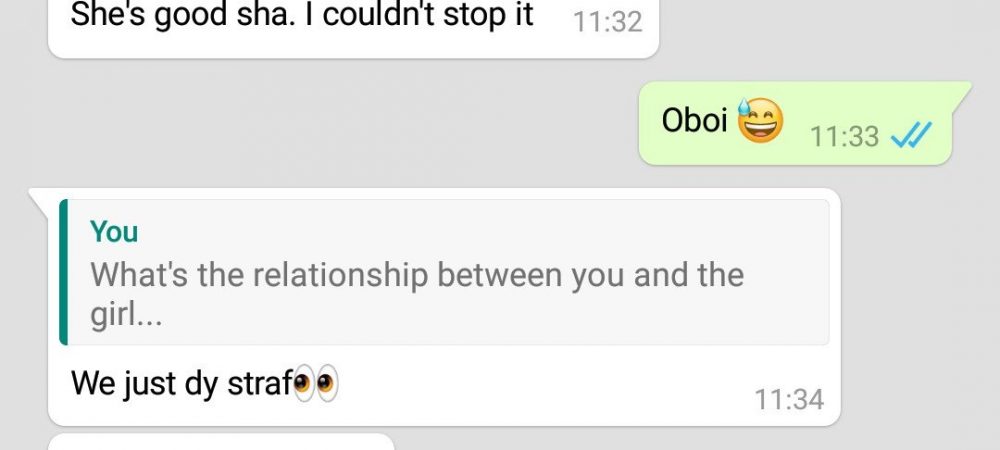 She's good sha. I couldn't stop it 11:32
Oboi 😅 11:33
You
What's the relationship between you and the
girl...
We just dy straf👀
11:34